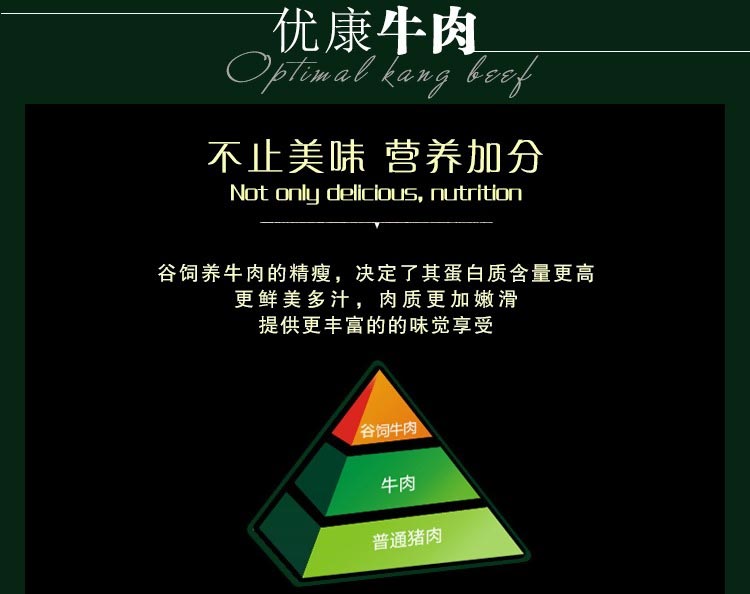 优康牛肉
Optimal kang beef
不止美味 营养加分
Not only delicious, nutrition
谷饲养牛肉的精瘦，决定了其蛋白质含量更高
更鲜美多汁，肉质更加嫩滑
提供更丰富的的味觉享受
谷饲牛肉
牛肉
普通猪肉